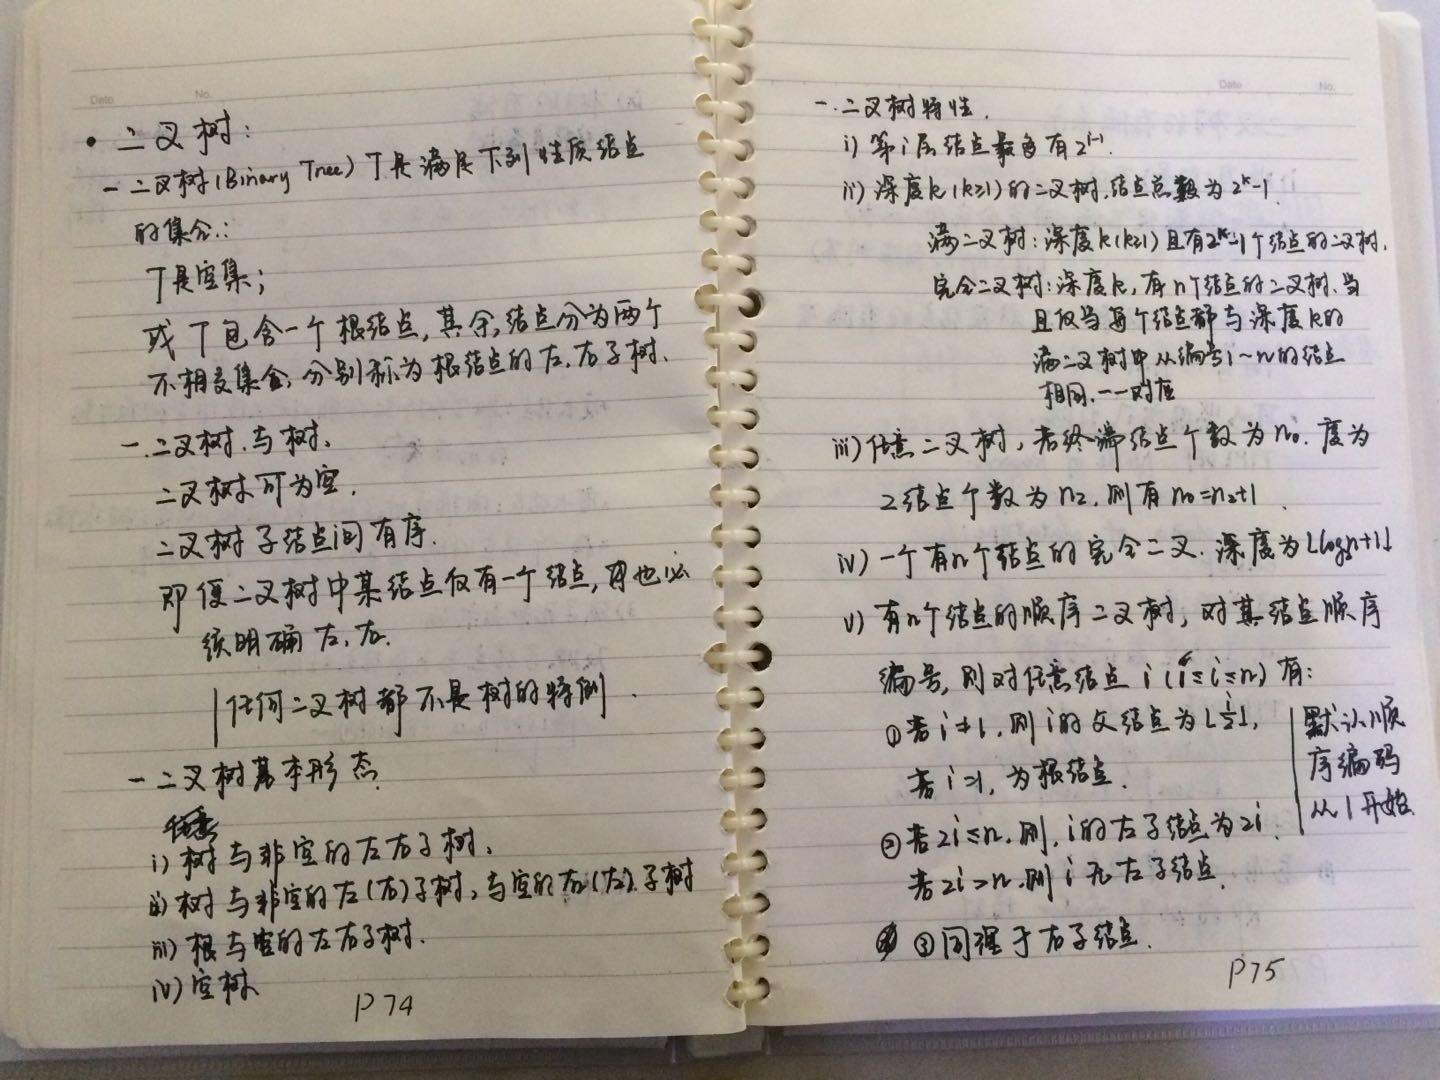 Date No.
• 二叉树:
一 二叉树(Binary Tree) T是满足下列性质结点
的集合.:
T是空集;
或 T包含一个根结点, 其余结点分为两个
不相交集合, 分别称为根结点的左、右子树.
一.二叉树.与树.
二叉树可为空.
二叉树子结点间有序.
即便二叉树中某结点仅有一个结点, 也必
须明确左、右.
任何二叉树都不是树的特例.
一二叉树基本形态.
i) 树与非空的左右子树.
ii) 树与非空的左(右)子树, 与空的右(左)子树
iii) 根与空的左右子树.
iv) 空树.
P74
Date No.
一.二叉树特性.
i) 第i层结点最多有2^{i-1}.
ii) 深度k(k≥1)的二叉树.结点总数为2^k-1.
满二叉树: 深度k(k≥1)且有2^k-1个结点的二叉树.
完全二叉树: 深度k, 有n个结点的二叉树.当
且仅当每个结点都与深度k的
满二叉树中从编号1~n的结点
相同.一一对应
iii) 任意二叉树, 若终端结点个数为n₀. 度为
2结点个数为n₂, 则有n₀=n₂+1.
iv) 一个有n个结点的完全二叉. 深度为⌊log₂n+1⌋
v) 有n个结点的顺序二叉树, 对其结点顺序
编号, 则对任意结点 i (1≤i≤n) 有:
①若i≠1, 则i的父结点为⌊i/2⌋,
若i=1, 为根结点.
默认顺
序编码
从1开始.
②若2i≤n, 则, i的左子结点为2i.
若2i>n, 则i无左子结点.
③同理于右子结点.
P75